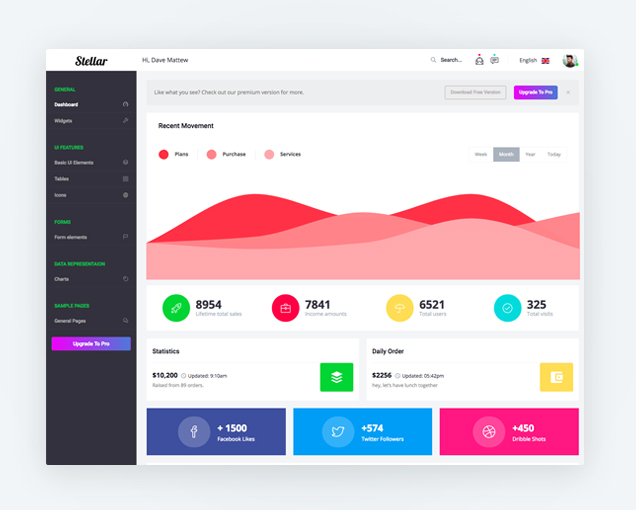 Stellar
Hi, Dave Mattew
Search...
English
GENERAL
Dashboard
Widgets
UI FEATURES
Basic UI Elements
Tables
Icons
FORMS
Form elements
DATA REPRESENTAION
Charts
SAMPLE PAGES
General Pages
Upgrade To Pro
Like what you see? Check out our premium version for more.
Download Free Version
Upgrade To Pro
Recent Movement
Plans
Purchase
Services
Week
Month
Year
Today
8954
Lifetime total sales
7841
Income amounts
6521
Total users
325
Total visits
Statistics
$10,200 Updated: 9:10am
Raised from 89 orders.
Daily Order
$2256 Updated: 05:42pm
hey, let's have lunch together
+ 1500
Facebook Likes
+574
Twitter Followers
+450
Dribble Shots